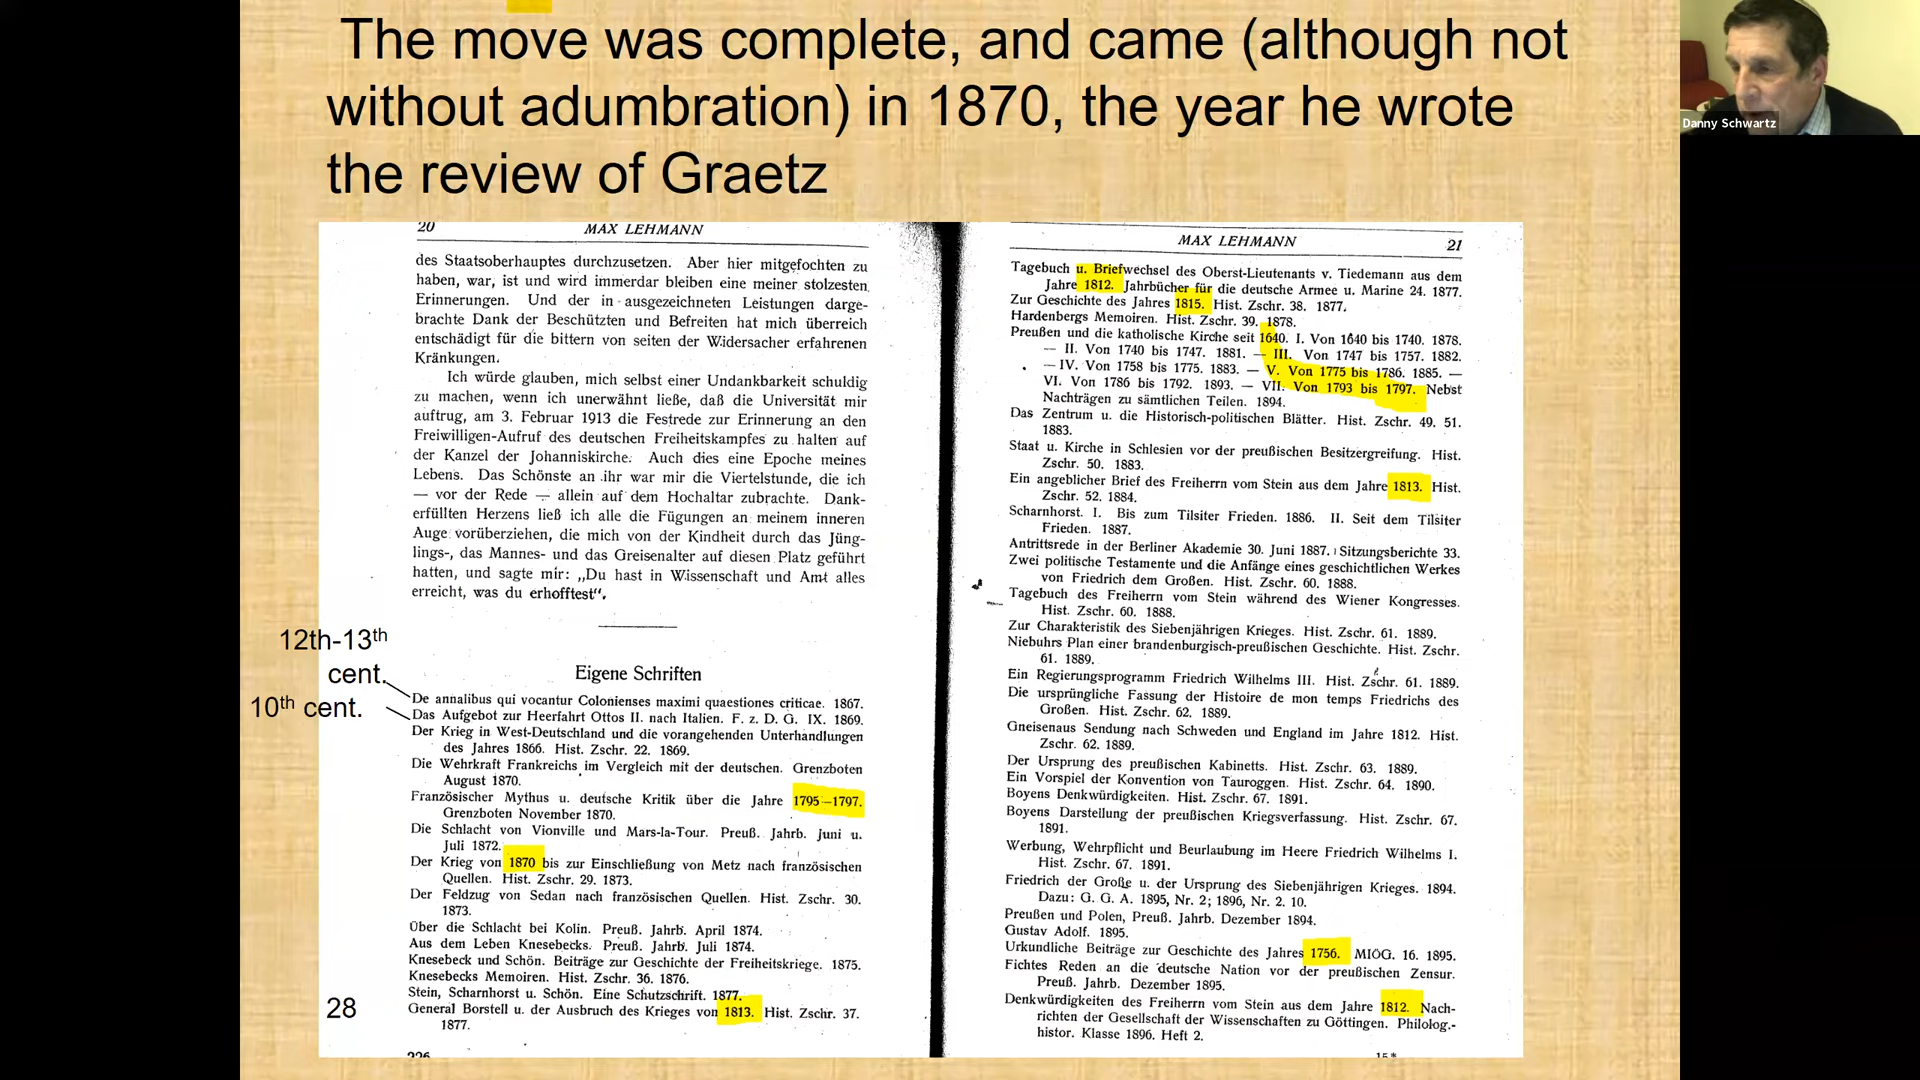 The move was complete, and came (although not
without adumbration) in 1870, the year he wrote
the review of Graetz
Danny Schwartz
20 MAX LEHMANN
des Staatsoberhauptes durchzusetzen. Aber hier mitgefochten zu
haben, war, ist und wird immerdar bleiben eine meiner stolzesten
Erinnerungen. Und der in ausgezeichneten Leistungen darge-
brachte Dank der Beschützten und Befreiten hat mich überreich
entschädigt für die bittern von seiten der Widersacher erfahrenen
Kränkungen.
Ich würde glauben, mich selbst einer Undankbarkeit schuldig
zu machen, wenn ich unerwähnt ließe, daß die Universität mir
auftrug, am 3. Februar 1913 die Festrede zur Erinnerung an den
Freiwilligen-Aufruf des deutschen Freiheitskampfes zu halten auf
der Kanzel der Johanniskirche. Auch dies eine Epoche meines
Lebens. Das Schönste an ihr war mir die Viertelstunde, die ich
— vor der Rede — allein auf dem Hochaltar zubrachte. Dank-
erfüllten Herzens ließ ich alle die Fügungen an meinem inneren
Auge vorüberziehen, die mich von der Kindheit durch das Jüng-
lings-, das Mannes- und das Greisenalter auf diesen Platz geführt
hatten, und sagte mir: „Du hast in Wissenschaft und Amt alles
erreicht, was du erhofftest“.
12th-13th
cent.
10th cent.
Eigene Schriften
De annalibus qui vocantur Colonienses maximi quaestiones criticae. 1867.
Das Aufgebot zur Heerfahrt Ottos II. nach Italien. F. z. D. G. IX. 1869.
Der Krieg in West-Deutschland und die vorangehenden Unterhandlungen
des Jahres 1866. Hist. Zschr. 22. 1869.
Die Wehrkraft Frankreichs im Vergleich mit der deutschen. Grenzboten
August 1870.
Französischer Mythus u. deutsche Kritik über die Jahre 1795–1797.
Grenzboten November 1870.
Die Schlacht von Vionville und Mars-la-Tour. Preuß. Jahrb. Juni u.
Juli 1872.
Der Krieg von 1870 bis zur Einschließung von Metz nach französischen
Quellen. Hist. Zschr. 29. 1873.
Der Feldzug von Sedan nach französischen Quellen. Hist. Zschr. 30.
1873.
Über die Schlacht bei Kolin. Preuß. Jahrb. April 1874.
Aus dem Leben Knesebecks. Preuß. Jahrb. Juli 1874.
Knesebeck und Schön. Beiträge zur Geschichte der Freiheitskriege. 1875.
Knesebecks Memoiren. Hist. Zschr. 36. 1876.
Stein, Scharnhorst u. Schön. Eine Schutzschrift. 1877.
General Borstell u. der Ausbruch des Krieges von 1813. Hist. Zschr. 37.
1877.
28
MAX LEHMANN 21
Tagebuch u. Briefwechsel des Oberst-Lieutenants v. Tiedemann aus dem
Jahre 1812. Jahrbücher für die deutsche Armee u. Marine 24. 1877.
Zur Geschichte des Jahres 1815. Hist. Zschr. 38. 1877.
Hardenbergs Memoiren. Hist. Zschr. 39. 1878.
Preußen und die katholische Kirche seit 1640. I. Von 1640 bis 1740. 1878.
— II. Von 1740 bis 1747. 1881. — III. Von 1747 bis 1757. 1882.
— IV. Von 1758 bis 1775. 1883. — V. Von 1775 bis 1786. 1885. —
VI. Von 1786 bis 1792. 1893. — VII. Von 1793 bis 1797. Nebst
Nachträgen zu sämtlichen Teilen. 1894.
Das Zentrum u. die Historisch-politischen Blätter. Hist. Zschr. 49. 51.
1883.
Staat u. Kirche in Schlesien vor der preußischen Besitzergreifung. Hist.
Zschr. 50. 1883.
Ein angeblicher Brief des Freiherrn vom Stein aus dem Jahre 1813. Hist.
Zschr. 52. 1884.
Scharnhorst. I. Bis zum Tilsiter Frieden. 1886. II. Seit dem Tilsiter
Frieden. 1887.
Antrittsrede in der Berliner Akademie 30. Juni 1887. Sitzungsberichte 33.
Zwei politische Testamente und die Anfänge eines geschichtlichen Werkes
von Friedrich dem Großen. Hist. Zschr. 60. 1888.
Tagebuch des Freiherrn vom Stein während des Wiener Kongresses.
Hist. Zschr. 60. 1888.
Zur Charakteristik des Siebenjährigen Krieges. Hist. Zschr. 61. 1889.
Niebuhrs Plan einer brandenburgisch-preußischen Geschichte. Hist. Zschr.
61. 1889.
Ein Regierungsprogramm Friedrich Wilhelms III. Hist. Zschr. 61. 1889.
Die ursprüngliche Fassung der Histoire de mon temps Friedrichs des
Großen. Hist. Zschr. 62. 1889.
Gneisenaus Sendung nach Schweden und England im Jahre 1812. Hist.
Zschr. 62. 1889.
Der Ursprung des preußischen Kabinetts. Hist. Zschr. 63. 1889.
Ein Vorspiel der Konvention von Tauroggen. Hist. Zschr. 64. 1890.
Boyens Denkwürdigkeiten. Hist. Zschr. 67. 1891.
Boyens Darstellung der preußischen Kriegsverfassung. Hist. Zschr. 67.
1891.
Werbung, Wehrpflicht und Beurlaubung im Heere Friedrich Wilhelms I.
Hist. Zschr. 67. 1891.
Friedrich der Große u. der Ursprung des Siebenjährigen Krieges. 1894.
Dazu: G. G. A. 1895, Nr. 2; 1896, Nr. 2. 10.
Preußen und Polen, Preuß. Jahrb. Dezember 1894.
Gustav Adolf. 1895.
Urkundliche Beiträge zur Geschichte des Jahres 1756. MIÖG. 16. 1895.
Fichtes Reden an die deutsche Nation vor der preußischen Zensur.
Preuß. Jahrb. Dezember 1895.
Denkwürdigkeiten des Freiherrn vom Stein aus dem Jahre 1812. Nach-
richten der Gesellschaft der Wissenschaften zu Göttingen. Philolog.-
histor. Klasse 1896. Heft 2.